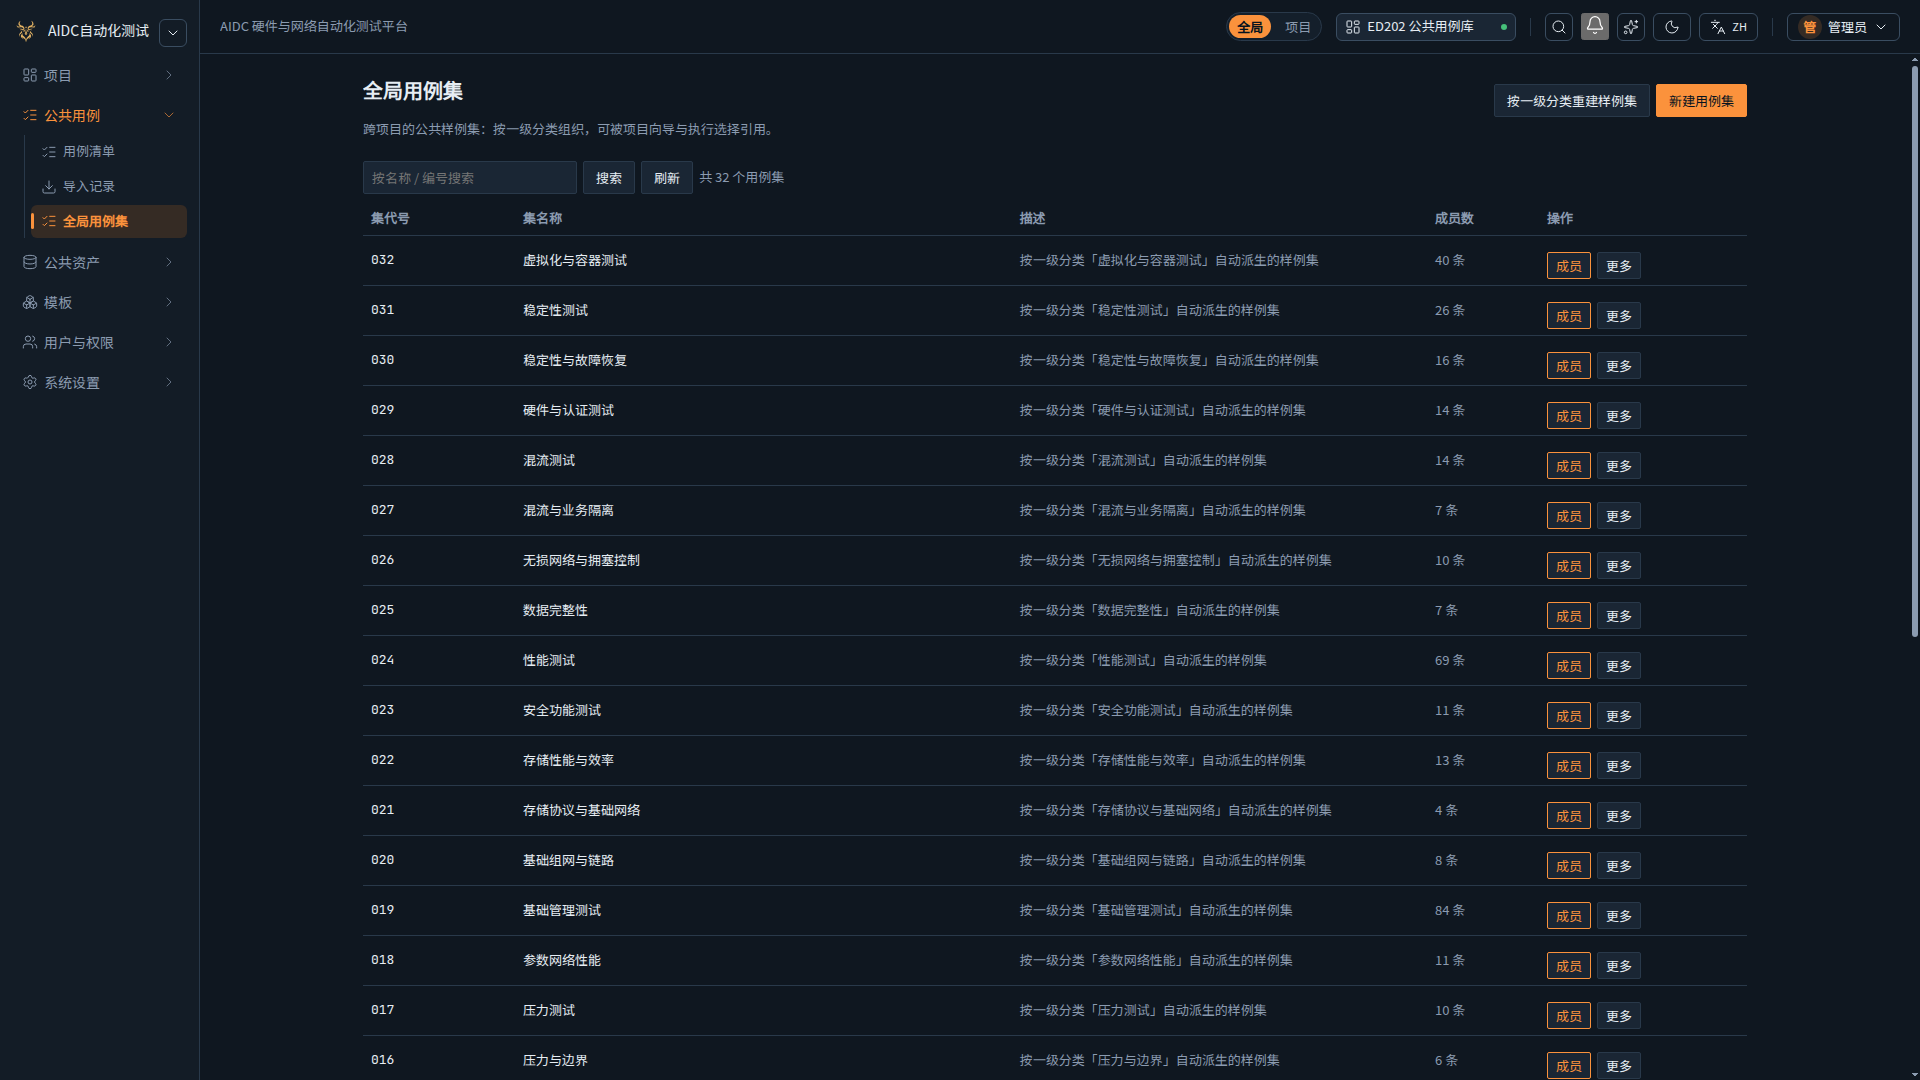 AIDC自动化测试
AIDC 硬件与网络自动化测试平台
全局 项目
ED202 公共用例库
ZH
管 管理员
项目
公共用例
用例清单
导入记录
全局用例集
公共资产
模板
用户与权限
系统设置
全局用例集
跨项目的公共样例集：按一级分类组织，可被项目向导与执行选择引用。
按一级分类重建样例集 新建用例集
按名称 / 编号搜索 搜索 刷新 共 32 个用例集
集代号 集名称 描述 成员数 操作
032 虚拟化与容器测试 按一级分类「虚拟化与容器测试」自动派生的样例集 40 条 成员 更多
031 稳定性测试 按一级分类「稳定性测试」自动派生的样例集 26 条 成员 更多
030 稳定性与故障恢复 按一级分类「稳定性与故障恢复」自动派生的样例集 16 条 成员 更多
029 硬件与认证测试 按一级分类「硬件与认证测试」自动派生的样例集 14 条 成员 更多
028 混流测试 按一级分类「混流测试」自动派生的样例集 14 条 成员 更多
027 混流与业务隔离 按一级分类「混流与业务隔离」自动派生的样例集 7 条 成员 更多
026 无损网络与拥塞控制 按一级分类「无损网络与拥塞控制」自动派生的样例集 10 条 成员 更多
025 数据完整性 按一级分类「数据完整性」自动派生的样例集 7 条 成员 更多
024 性能测试 按一级分类「性能测试」自动派生的样例集 69 条 成员 更多
023 安全功能测试 按一级分类「安全功能测试」自动派生的样例集 11 条 成员 更多
022 存储性能与效率 按一级分类「存储性能与效率」自动派生的样例集 13 条 成员 更多
021 存储协议与基础网络 按一级分类「存储协议与基础网络」自动派生的样例集 4 条 成员 更多
020 基础组网与链路 按一级分类「基础组网与链路」自动派生的样例集 8 条 成员 更多
019 基础管理测试 按一级分类「基础管理测试」自动派生的样例集 84 条 成员 更多
018 参数网络性能 按一级分类「参数网络性能」自动派生的样例集 11 条 成员 更多
017 压力测试 按一级分类「压力测试」自动派生的样例集 10 条 成员 更多
016 压力与边界 按一级分类「压力与边界」自动派生的样例集 6 条 成员 更多